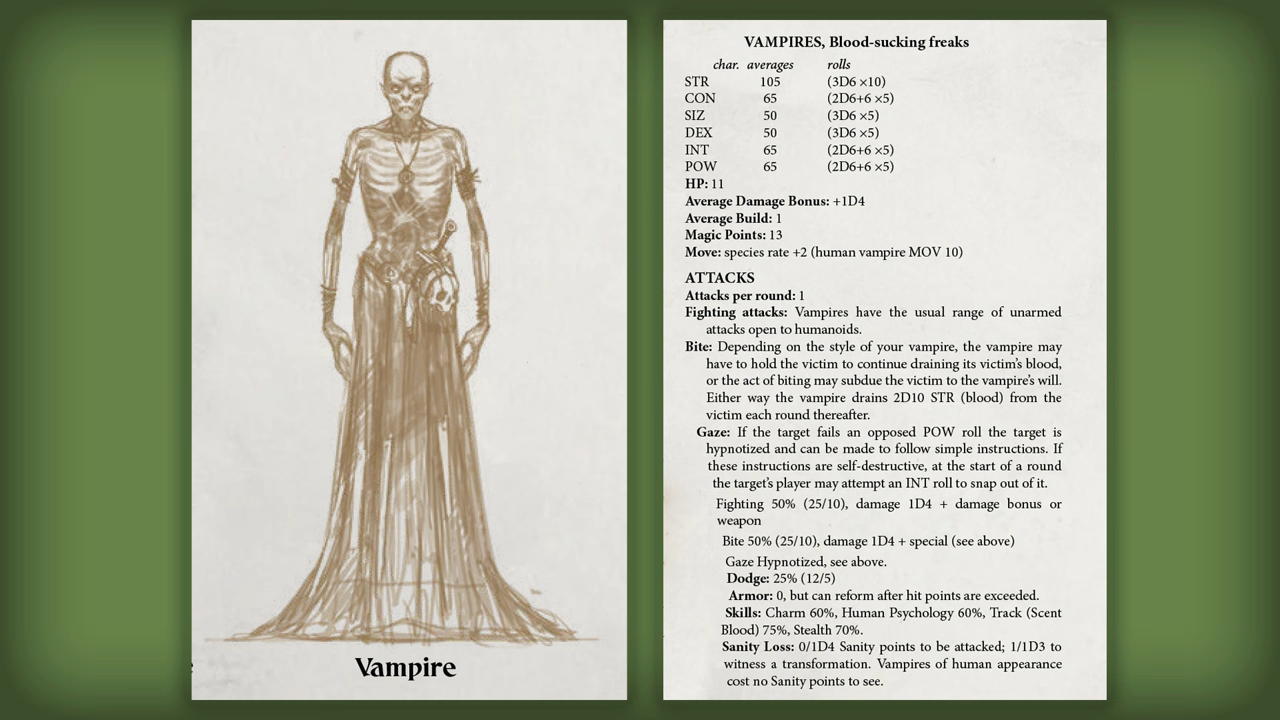 Vampire
VAMPIRES, Blood-sucking freaks
char. averages rolls
STR 105 (3D6 ×10)
CON 65 (2D6+6 ×5)
SIZ 50 (3D6 ×5)
DEX 50 (3D6 ×5)
INT 65 (2D6+6 ×5)
POW 65 (2D6+6 ×5)
HP: 11
Average Damage Bonus: +1D4
Average Build: 1
Magic Points: 13
Move: species rate +2 (human vampire MOV 10)
ATTACKS
Attacks per round: 1
Fighting attacks: Vampires have the usual range of unarmed
attacks open to humanoids.
Bite: Depending on the style of your vampire, the vampire may
have to hold the victim to continue draining its victim's blood,
or the act of biting may subdue the victim to the vampire's will.
Either way the vampire drains 2D10 STR (blood) from the
victim each round thereafter.
Gaze: If the target fails an opposed POW roll the target is
hypnotized and can be made to follow simple instructions. If
these instructions are self-destructive, at the start of a round
the target's player may attempt an INT roll to snap out of it.
Fighting 50% (25/10), damage 1D4 + damage bonus or
weapon
Bite 50% (25/10), damage 1D4 + special (see above)
Gaze Hypnotized, see above.
Dodge: 25% (12/5)
Armor: 0, but can reform after hit points are exceeded.
Skills: Charm 60%, Human Psychology 60%, Track (Scent
Blood) 75%, Stealth 70%.
Sanity Loss: 0/1D4 Sanity points to be attacked; 1/1D3 to
witness a transformation. Vampires of human appearance
cost no Sanity points to see.